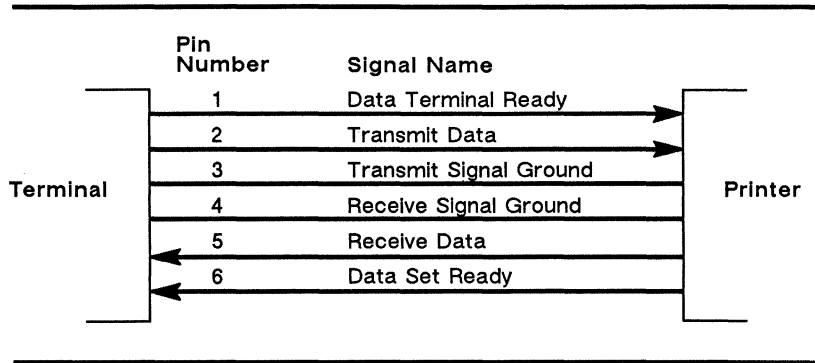 Pin
Number Signal Name
1 Data Terminal Ready
2 Transmit Data
3 Transmit Signal Ground
Terminal Printer
4 Receive Signal Ground
5 Receive Data
6 Data Set Ready